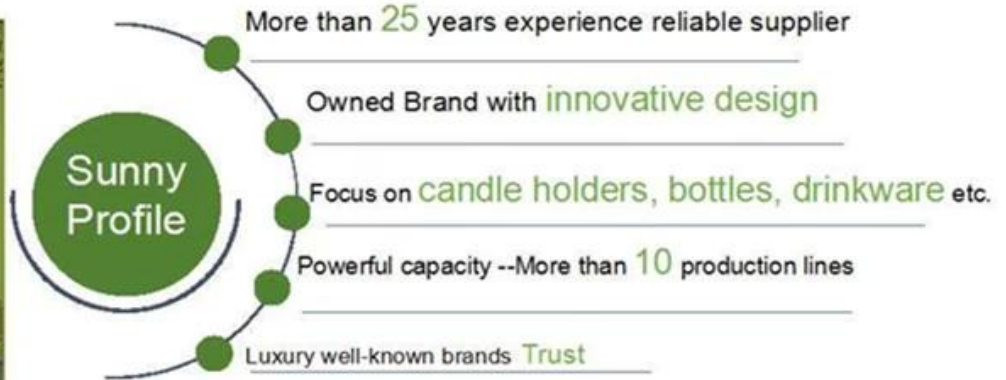 More than 25 years experience reliable supplier
Owned Brand with innovative design
Sunny
Profile
Focus on candle holders, bottles, drinkware etc.
Powerful capacity --More than 10 production lines
Luxury well-known brands Trust